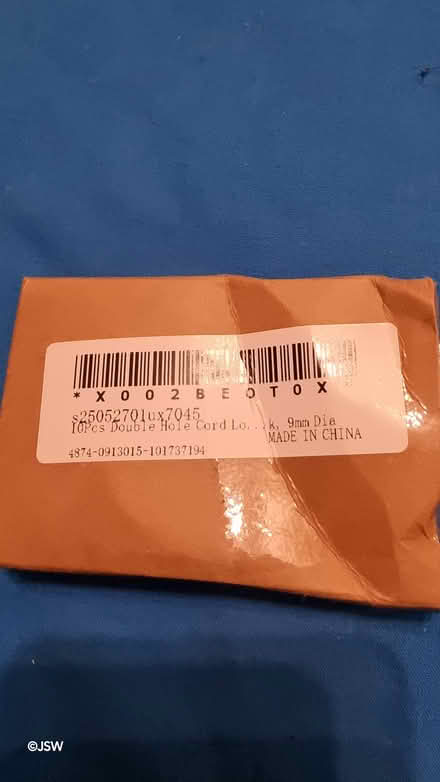 *X002BEOT0X
s25052701ux7045
10Pcs Double Hole Cord Lo...k, 9mm Dia
MADE IN CHINA
4874-0913015-101737194
©JSW